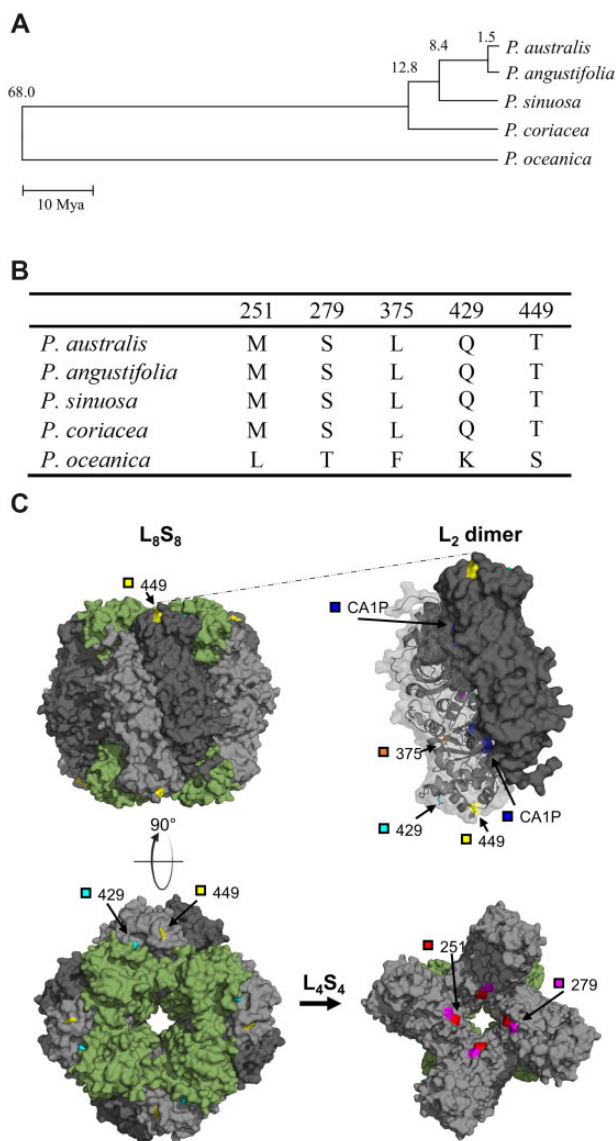 A
68.0
12.8
8.4
1.5
P. australis
P. angustifolia
P. sinuosa
P. coriacea
P. oceanica
10 Mya
B
251 279 375 429 449
P. australis M S L Q T
P. angustifolia M S L Q T
P. sinuosa M S L Q T
P. coriacea M S L Q T
P. oceanica L T F K S
C
L₈S₈
L₂ dimer
449
CA1P
375
CA1P
429
449
90°
429
449
L₄S₄
251
279